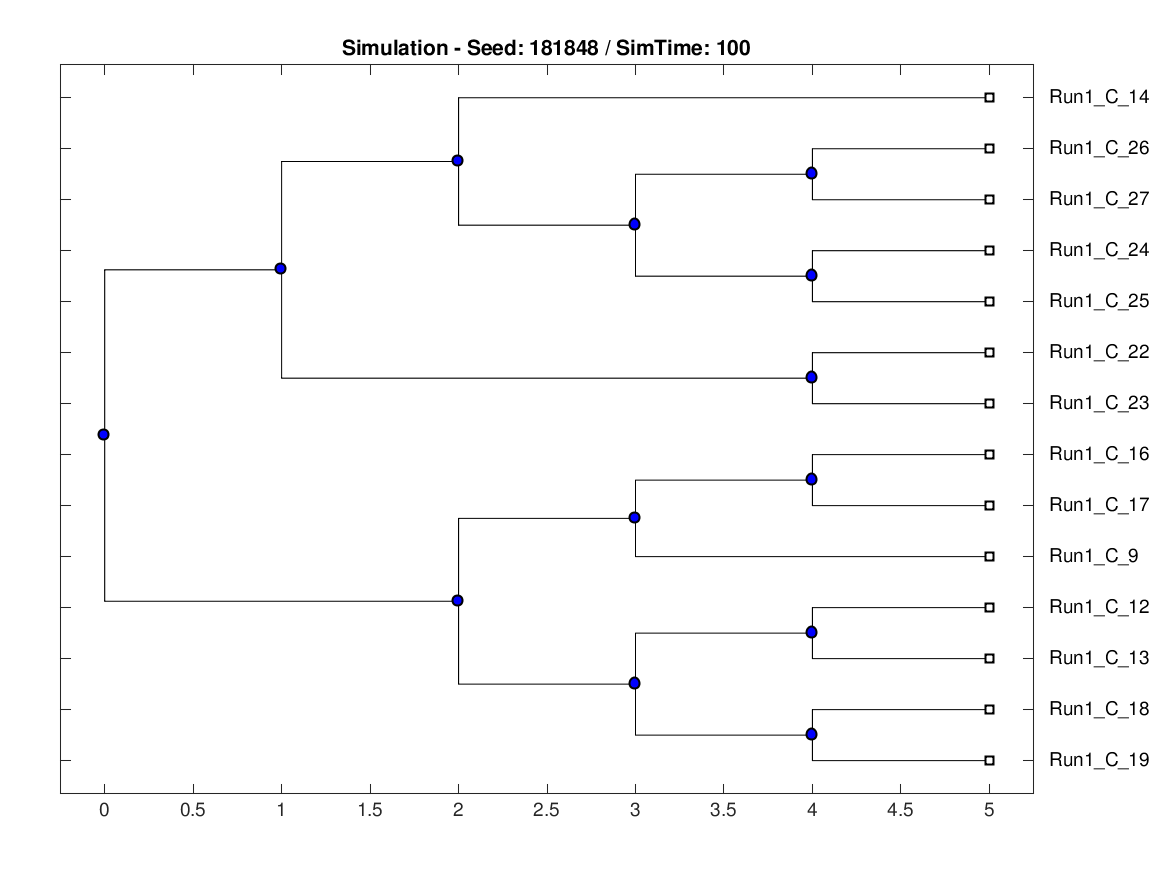 Simulation - Seed: 181848 / SimTime: 100
Run1_C_14
Run1_C_26
Run1_C_27
Run1_C_24
Run1_C_25
Run1_C_22
Run1_C_23
Run1_C_16
Run1_C_17
Run1_C_9
Run1_C_12
Run1_C_13
Run1_C_18
Run1_C_19
0 0.5 1 1.5 2 2.5 3 3.5 4 4.5 5